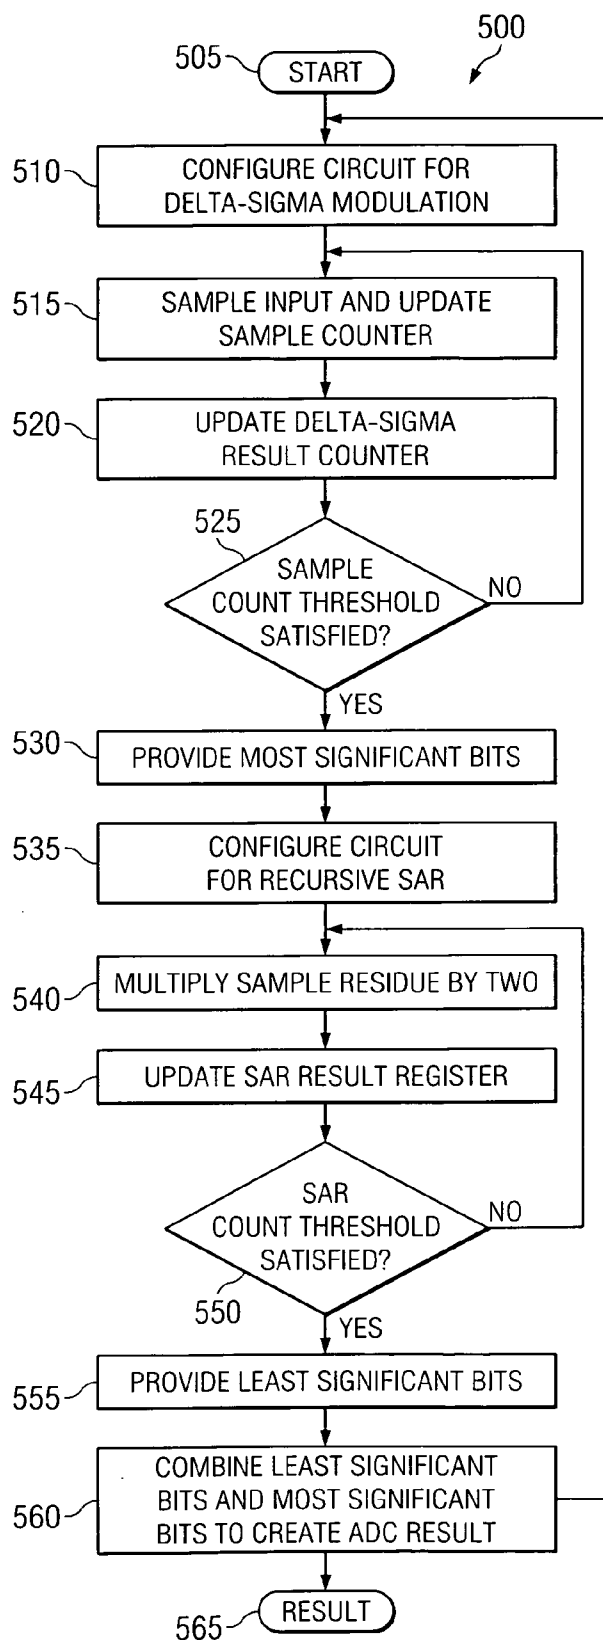 500
505
START
510
CONFIGURE CIRCUIT FOR
DELTA-SIGMA MODULATION
515
SAMPLE INPUT AND UPDATE
SAMPLE COUNTER
520
UPDATE DELTA-SIGMA
RESULT COUNTER
525
SAMPLE
COUNT THRESHOLD
SATISFIED?
NO
YES
530
PROVIDE MOST SIGNIFICANT BITS
535
CONFIGURE CIRCUIT
FOR RECURSIVE SAR
540
MULTIPLY SAMPLE RESIDUE BY TWO
545
UPDATE SAR RESULT REGISTER
SAR
COUNT THRESHOLD
SATISFIED?
NO
550
YES
555
PROVIDE LEAST SIGNIFICANT BITS
560
COMBINE LEAST SIGNIFICANT
BITS AND MOST SIGNIFICANT
BITS TO CREATE ADC RESULT
565
RESULT